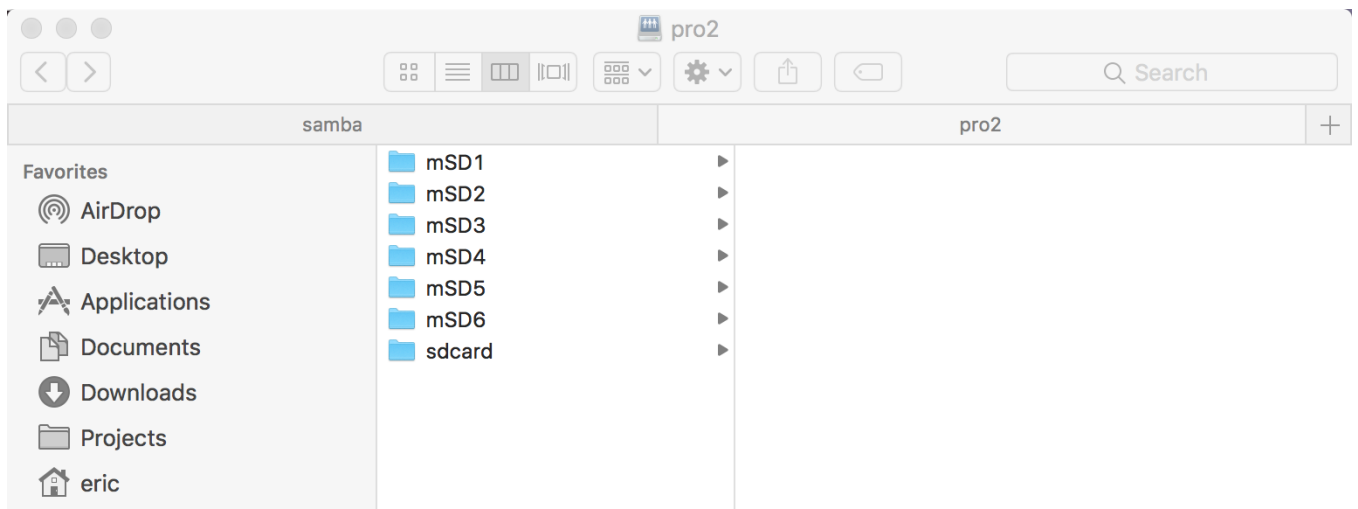 pro2
Search
samba
pro2
Favorites
AirDrop
Desktop
Applications
Documents
Downloads
Projects
eric
mSD1
mSD2
mSD3
mSD4
mSD5
mSD6
sdcard